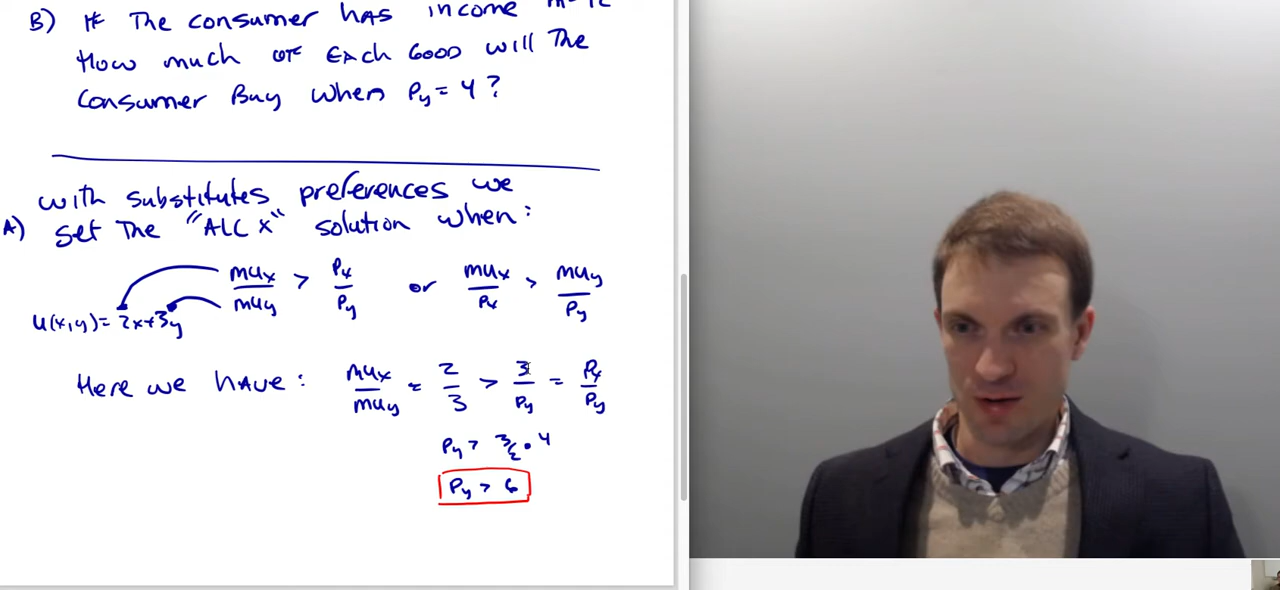 B) If The consumer has income
How much of Each Good will The
Consumer Buy when Py = 4?
with substitutes preferences we
A) set The "ALL x" solution when:
MUx/MUy > Px/Py or MUx/Px > MUy/Py
u(x,y) = 2x+3y
Here we have: MUx/MUy = 2/3 > 3/Py = Px/Py
Py > 3/2 • 4
Py > 6